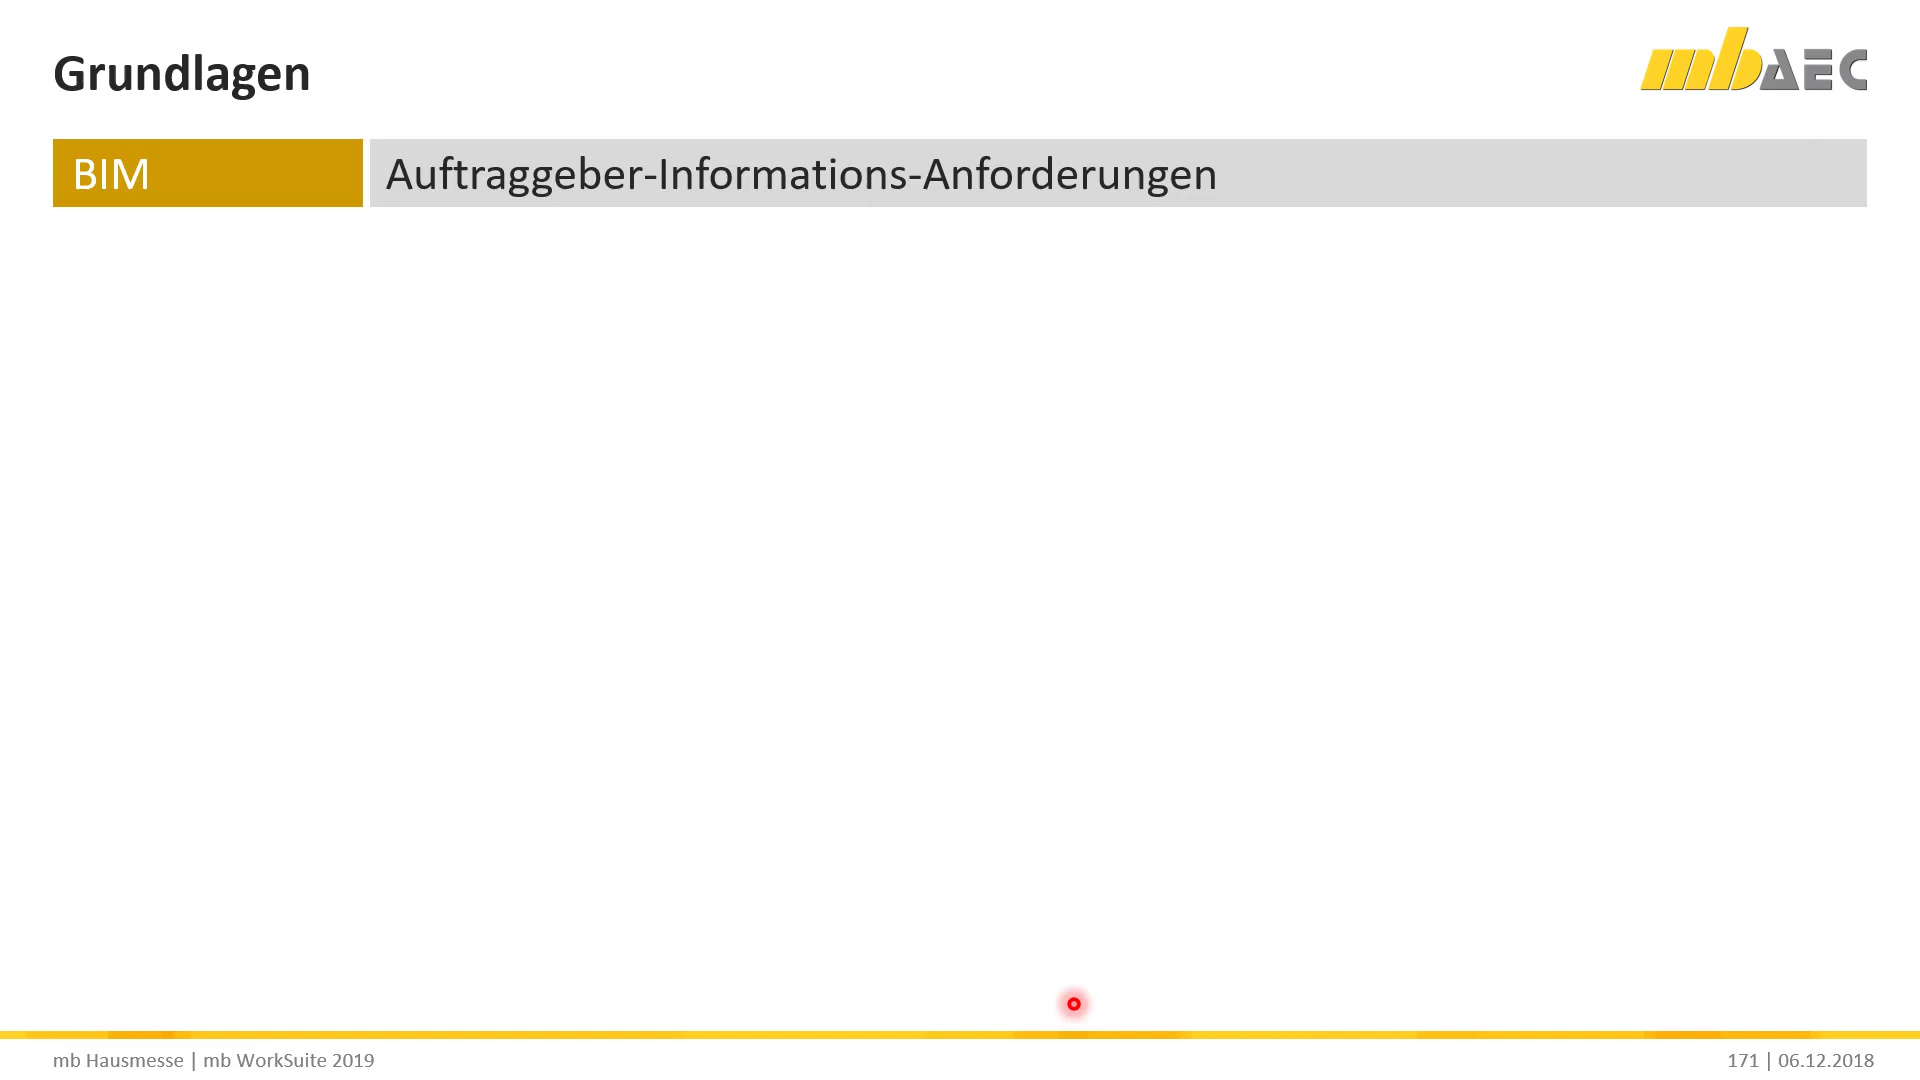 Grundlagen
mbAEC
BIM
Auftraggeber-Informations-Anforderungen
mb Hausmesse | mb WorkSuite 2019
171 | 06.12.2018